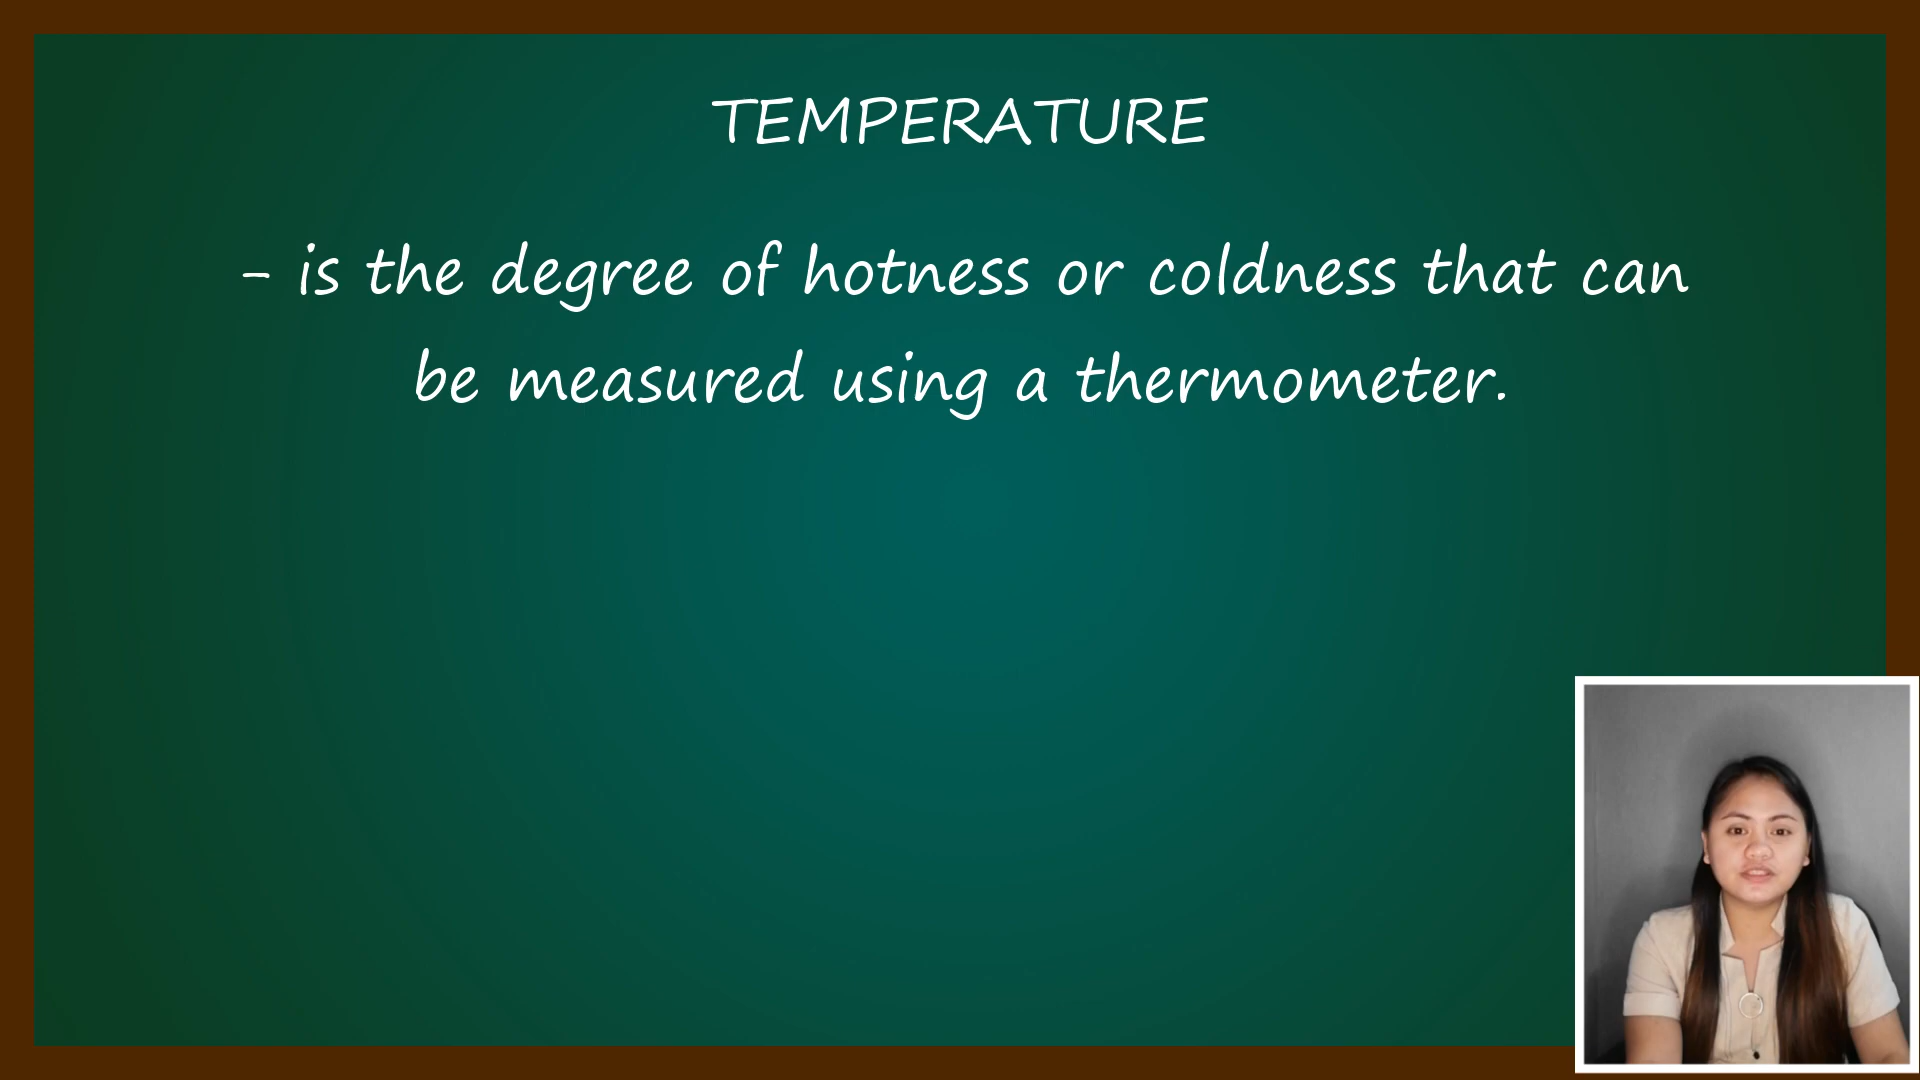 TEMPERATURE
- is the degree of hotness or coldness that can
be measured using a thermometer.